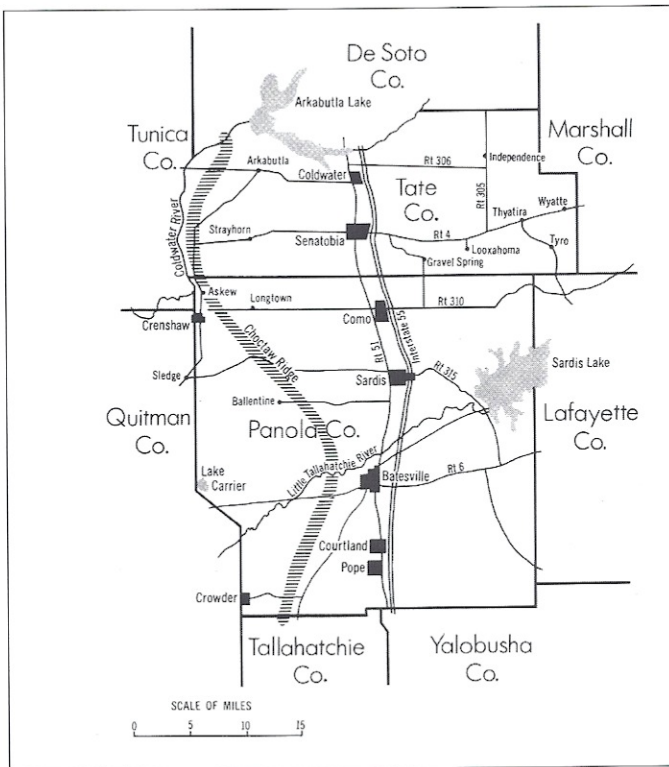 De Soto
Co.
Arkabutla Lake
Tunica
Co.
Marshall
Co.
Arkabutla
Rt 306
Independence
Coldwater
Tate
Co.
Rt 305
Wyatte
Thyatira
Coldwater River
Strayhorn
Senatobia
Rt 4
Looxahoma
Tyro
Gravel Spring
Askew
Longtown
Rt 310
Crenshaw
Como
Choctaw Ridge
Rt 51
Interstate 55
Sledge
Sardis
Rt 315
Sardis Lake
Ballentine
Quitman
Co.
Panola Co.
Lafayette
Co.
Little Tallahatchie River
Lake
Carrier
Batesville
Rt. 6
Courtland
Pope
Crowder
Tallahatchie
Co.
Yalobusha
Co.
SCALE OF MILES
0 5 10 15